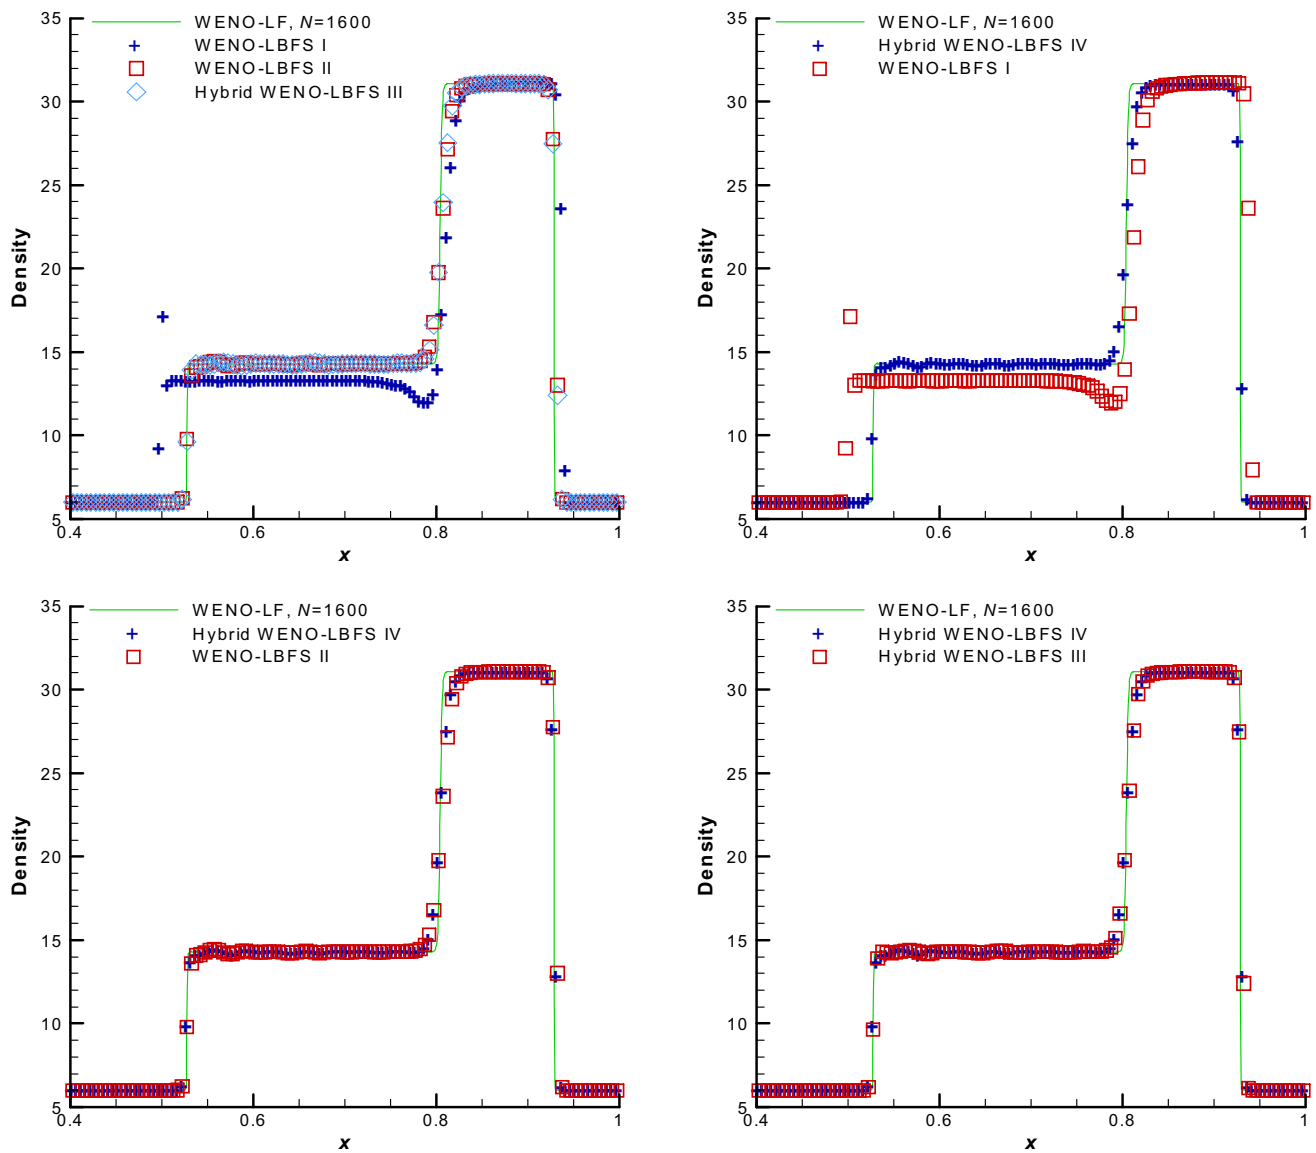 35
30
25
20
15
10
5
Density
0.4
0.6
0.8
1
x
WENO-LF, N=1600
WENO-LBFS I
WENO-LBFS II
Hybrid WENO-LBFS III
35
30
25
20
15
10
5
Density
0.4
0.6
0.8
1
x
WENO-LF, N=1600
Hybrid WENO-LBFS IV
WENO-LBFS I
35
30
25
20
15
10
5
Density
0.4
0.6
0.8
1
x
WENO-LF, N=1600
Hybrid WENO-LBFS IV
WENO-LBFS II
35
30
25
20
15
10
5
Density
0.4
0.6
0.8
1
x
WENO-LF, N=1600
Hybrid WENO-LBFS IV
Hybrid WENO-LBFS III